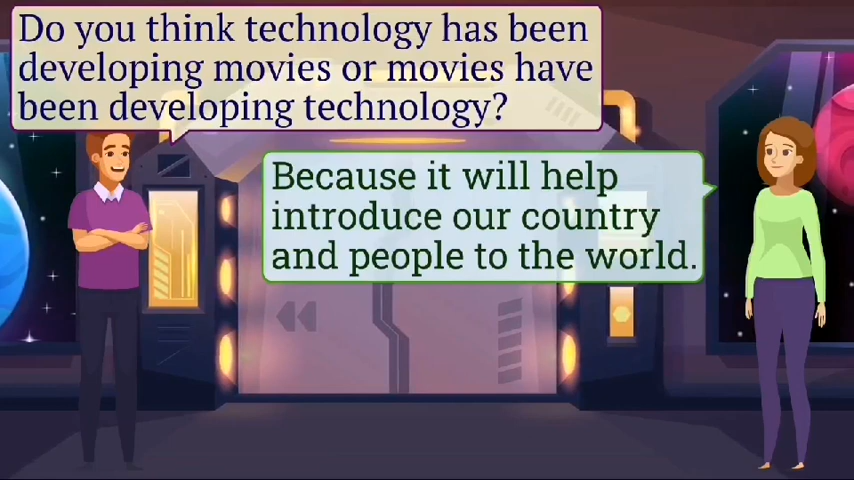 Do you think technology has been
developing movies or movies have
been developing technology?
Because it will help
introduce our country
and people to the world.